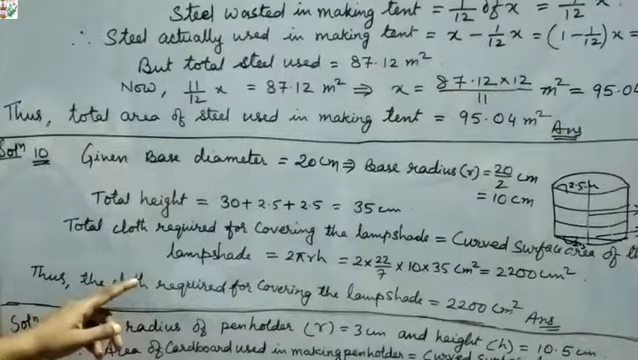 Steel wasted in making tent = 1/12 of x = 1/12 x
∴ Steel actually used in making tent = x - 1/12 x = (1 - 1/12) x =
But total steel used = 87.12 m².
Now, 11/12 x = 87.12 m² ⇒ x = 87.12 × 12 / 11 m² = 95.04
Thus, total area of steel used in making tent = 95.04 m² Ans
Solⁿ 10 Given Base diameter = 20 cm ⇒ Base radius (r) = 20/2 cm
= 10 cm
2.5
Total height = 30 + 2.5 + 2.5 = 35 cm
Total cloth required for Covering the lampshade = Curved Surface area of
lampshade = 2πrh = 2 × 22/7 × 10 × 35 cm² = 2200 cm².
Thus, the cloth required for Covering the lampshade = 2200 cm² Ans
Solⁿ radius of penholder (r) = 3 cm and height (h) = 10.5 cm
Area of Cardboard used in making penholder = Curved